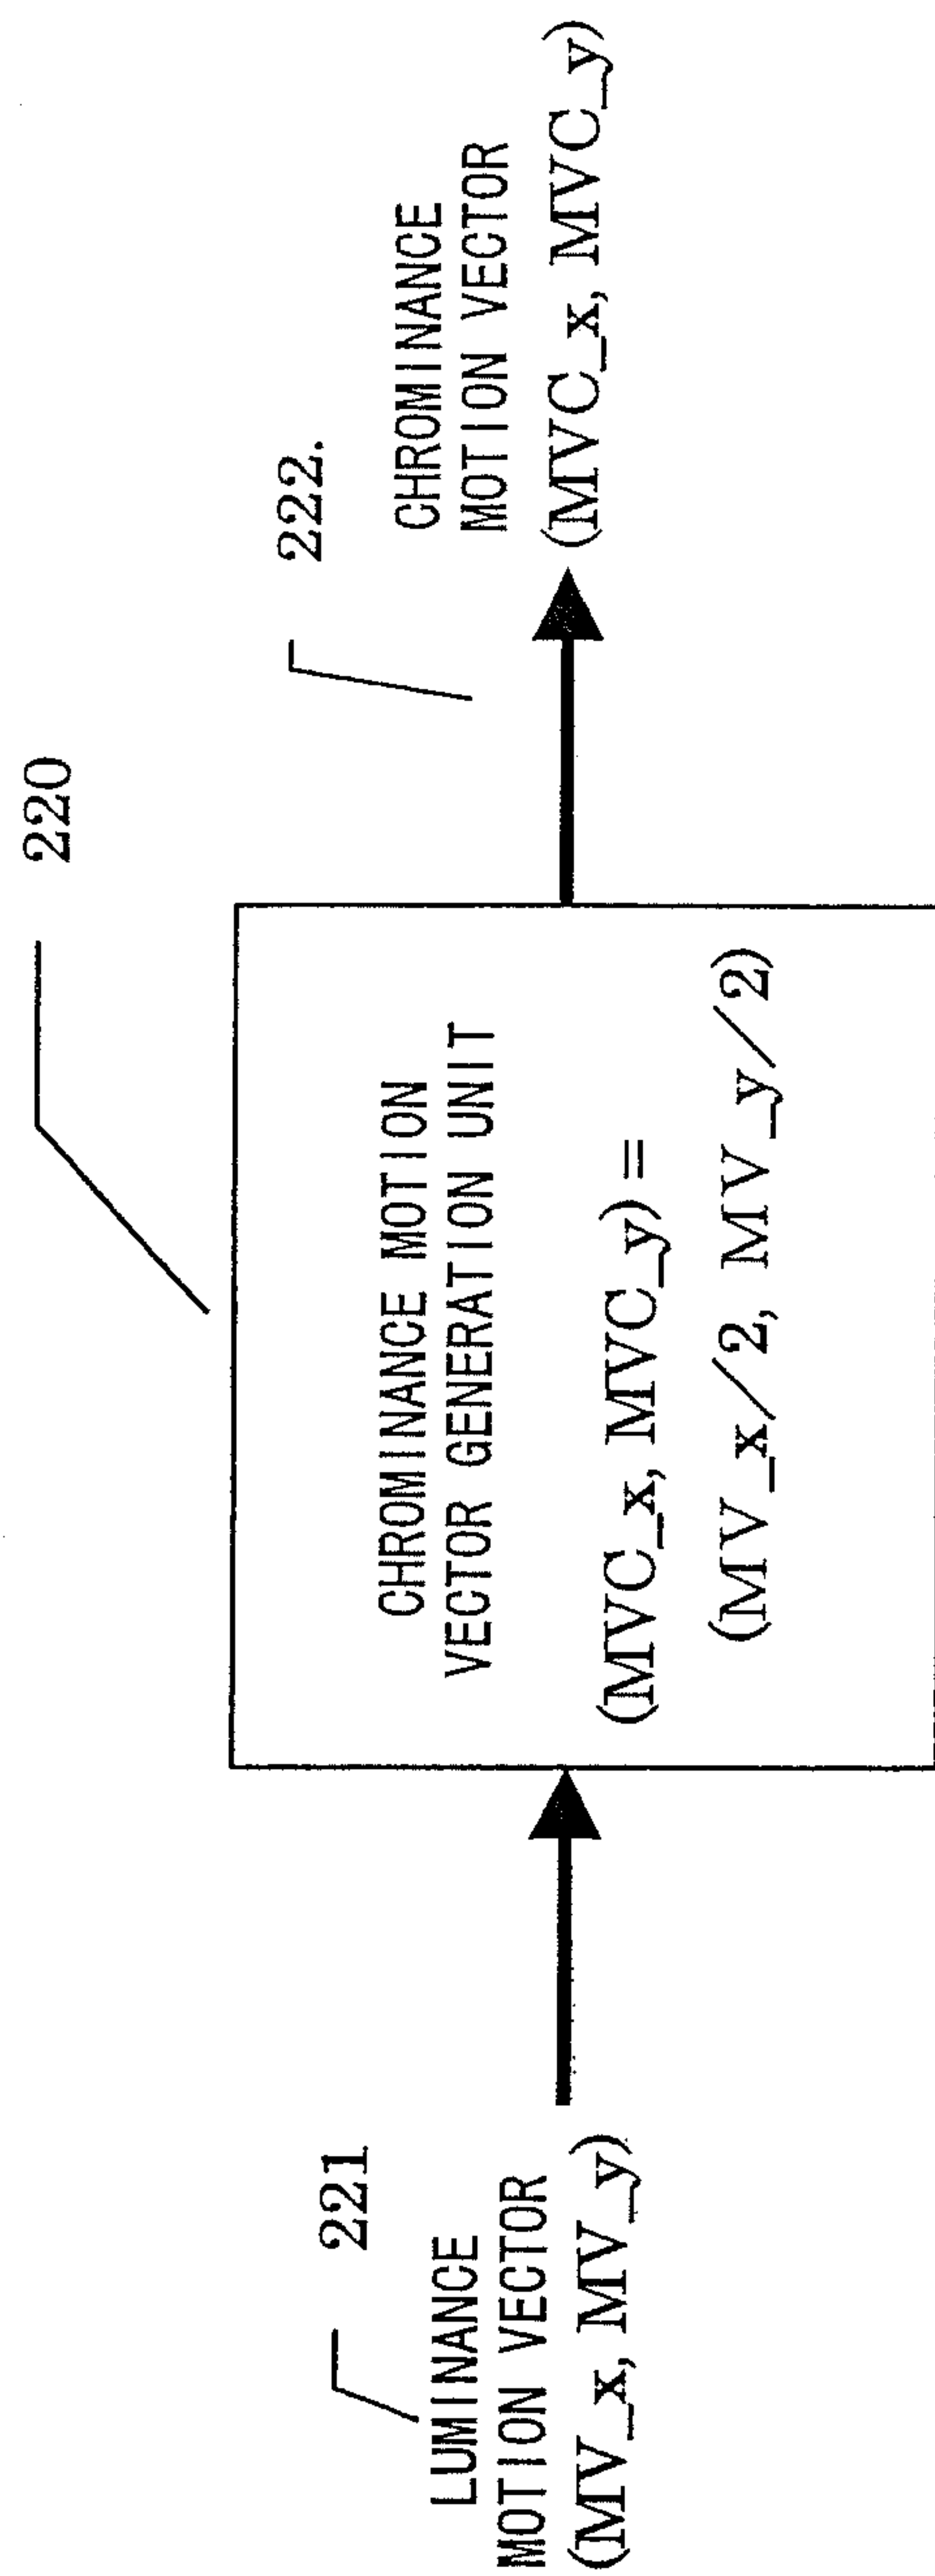 220
221
LUMINANCE
MOTION VECTOR
(MV_x, MV_y)
CHROMINANCE MOTION
VECTOR GENERATION UNIT
(MVC_x, MVC_y) =
(MV_x/2, MV_y/2)
222.
CHROMINANCE
MOTION VECTOR
(MVC_x, MVC_y)